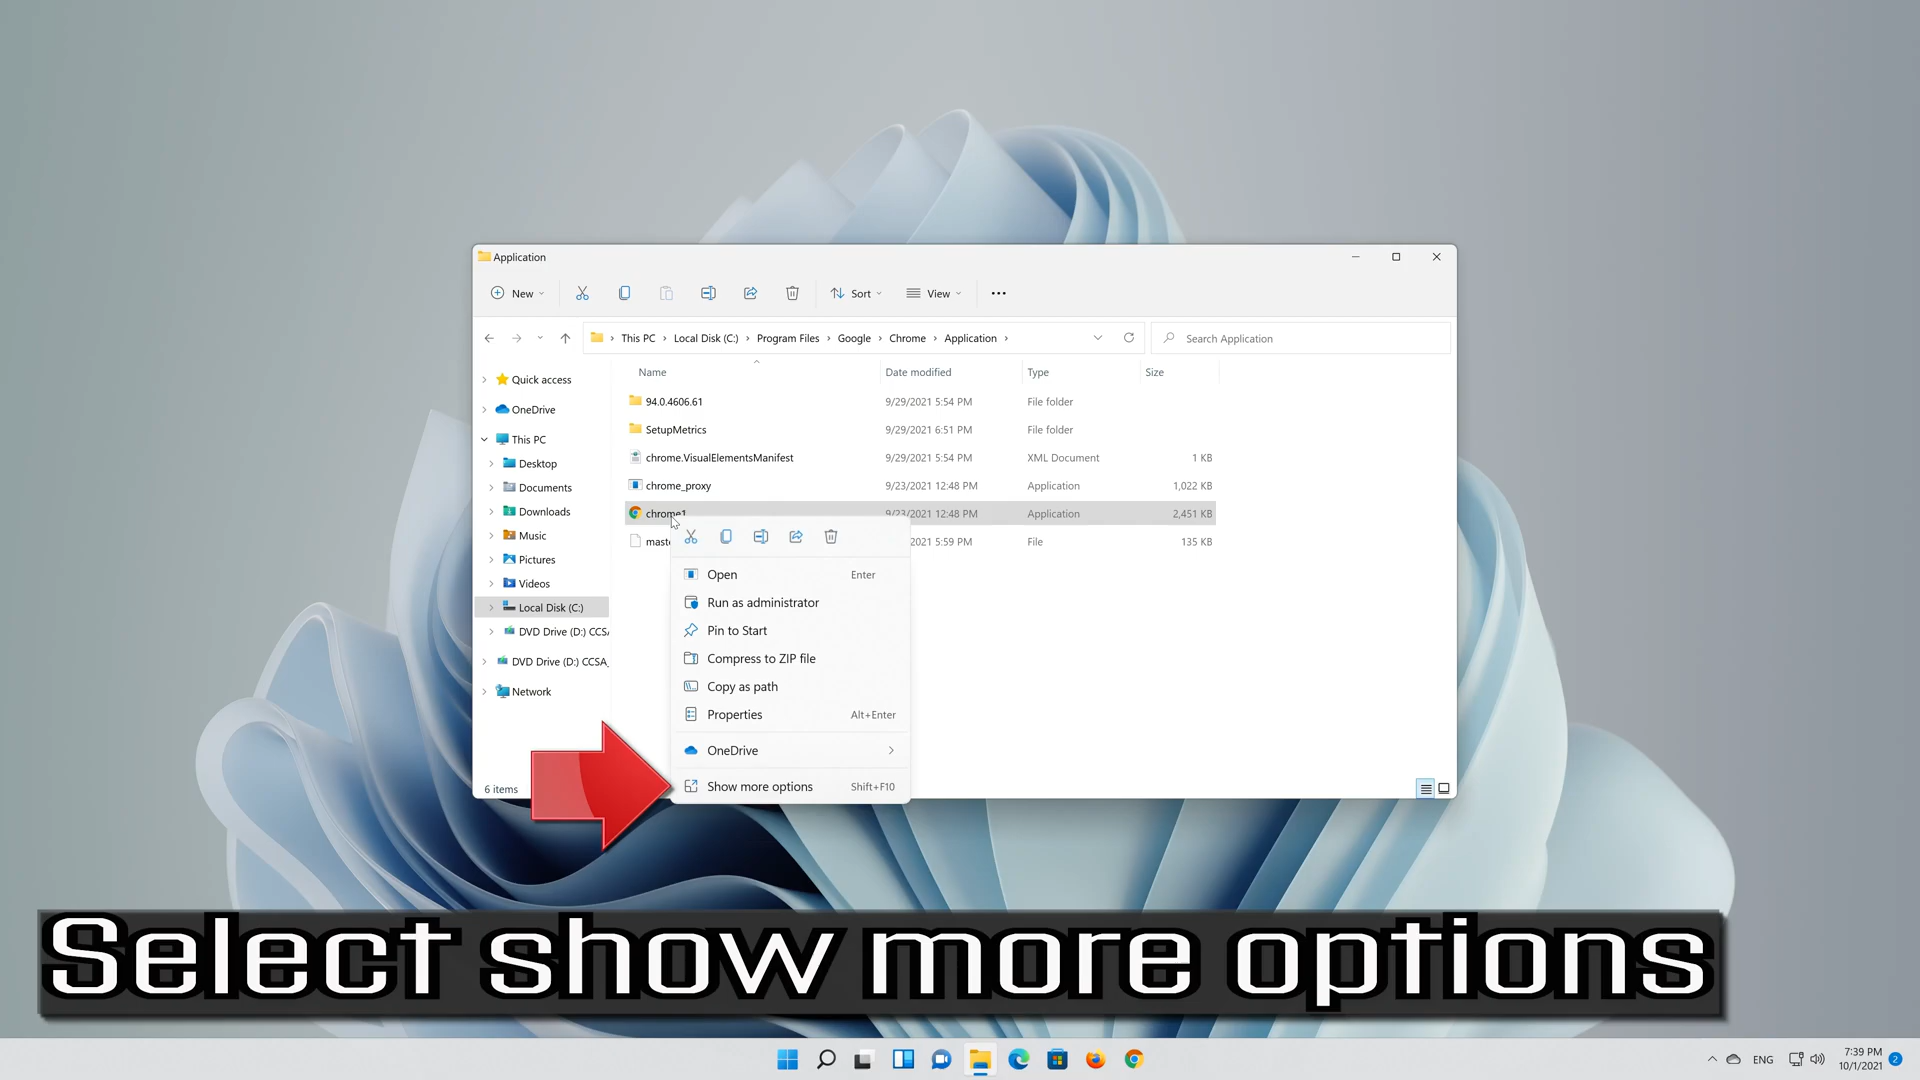 Application
New
Sort
View
This PC > Local Disk (C:) > Program Files > Google > Chrome > Application >
Search Application
Name Date modified Type Size
Quick access
OneDrive
This PC
Desktop
Documents
Downloads
Music
Pictures
Videos
Local Disk (C:)
DVD Drive (D:) CCSA
DVD Drive (D:) CCSA_
Network
94.0.4606.61 9/29/2021 5:54 PM File folder
SetupMetrics 9/29/2021 6:51 PM File folder
chrome.VisualElementsManifest 9/29/2021 5:54 PM XML Document 1 KB
chrome_proxy 9/23/2021 12:48 PM Application 1,022 KB
chrome1 9/23/2021 12:48 PM Application 2,451 KB
2021 5:59 PM File 135 KB
Open Enter
Run as administrator
Pin to Start
Compress to ZIP file
Copy as path
Properties Alt+Enter
OneDrive
Show more options Shift+F10
6 items
Select show more options
ENG
7:39 PM
10/1/2021
2